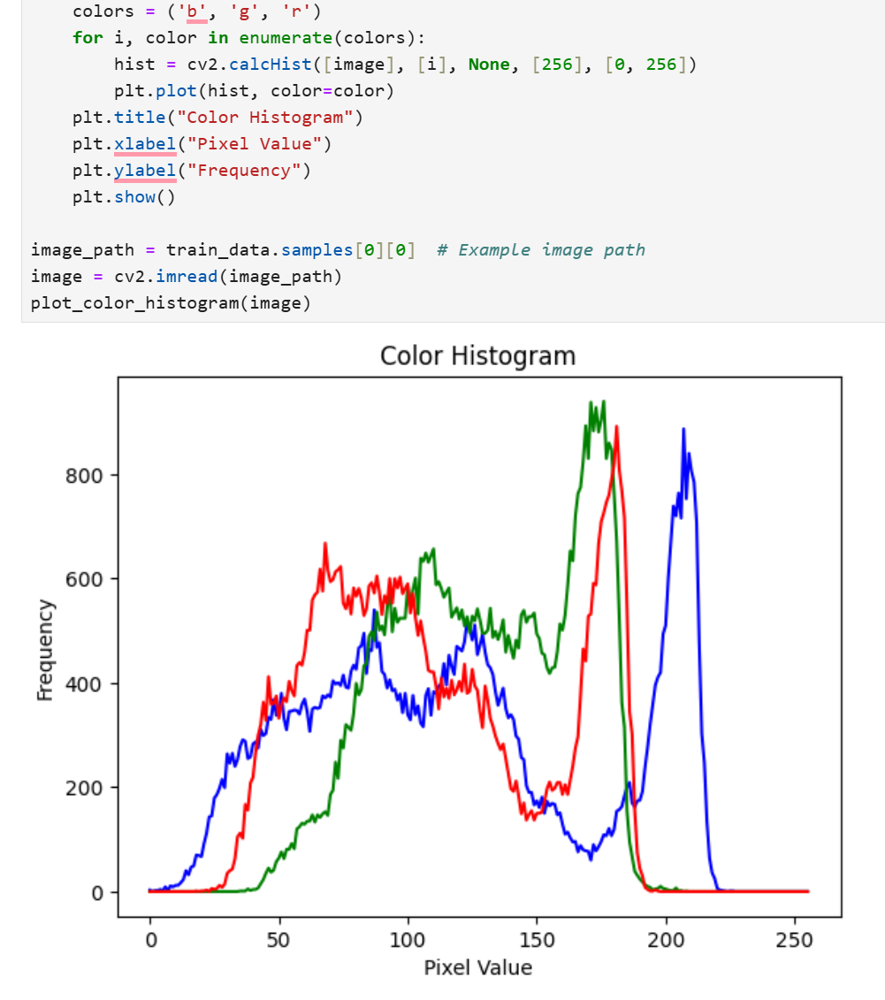 colors = ('b', 'g', 'r')
    for i, color in enumerate(colors):
        hist = cv2.calcHist([image], [i], None, [256], [0, 256])
        plt.plot(hist, color=color)
    plt.title("Color Histogram")
    plt.xlabel("Pixel Value")
    plt.ylabel("Frequency")
    plt.show()
image_path = train_data.samples[0][0]  # Example image path
image = cv2.imread(image_path)
plot_color_histogram(image)
Color Histogram
Frequency
800
600
400
200
0
0 50 100 150 200 250
Pixel Value